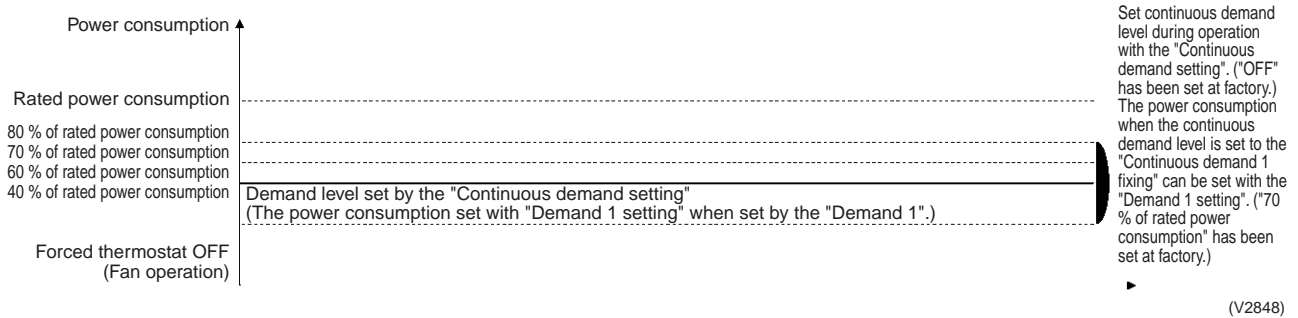 Power consumption
Rated power consumption
80 % of rated power consumption
70 % of rated power consumption
60 % of rated power consumption
40 % of rated power consumption
Forced thermostat OFF
(Fan operation)
Demand level set by the "Continuous demand setting"
(The power consumption set with "Demand 1 setting" when set by the "Demand 1".)
Set continuous demand
level during operation
with the "Continuous
demand setting". ("OFF"
has been set at factory.)
The power consumption
when the continuous
demand level is set to the
"Continuous demand 1
fixing" can be set with the
"Demand 1 setting". ("70
% of rated power
consumption" has been
set at factory.)
(V2848)